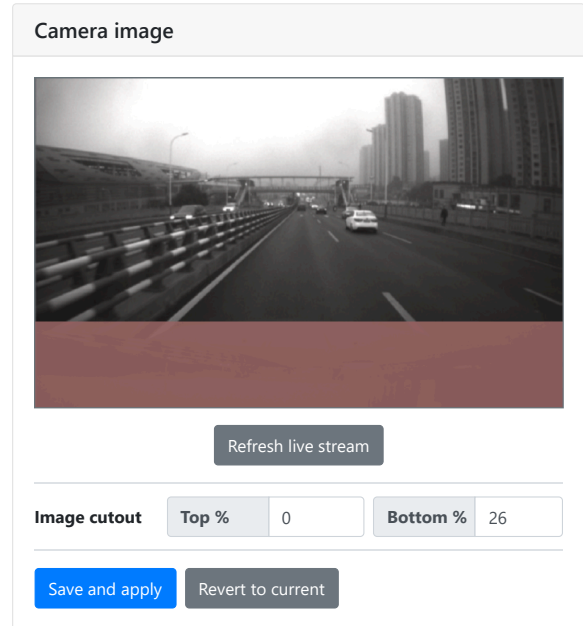 Camera image
Refresh live stream
Image cutout Top % 0 Bottom % 26
Save and apply Revert to current